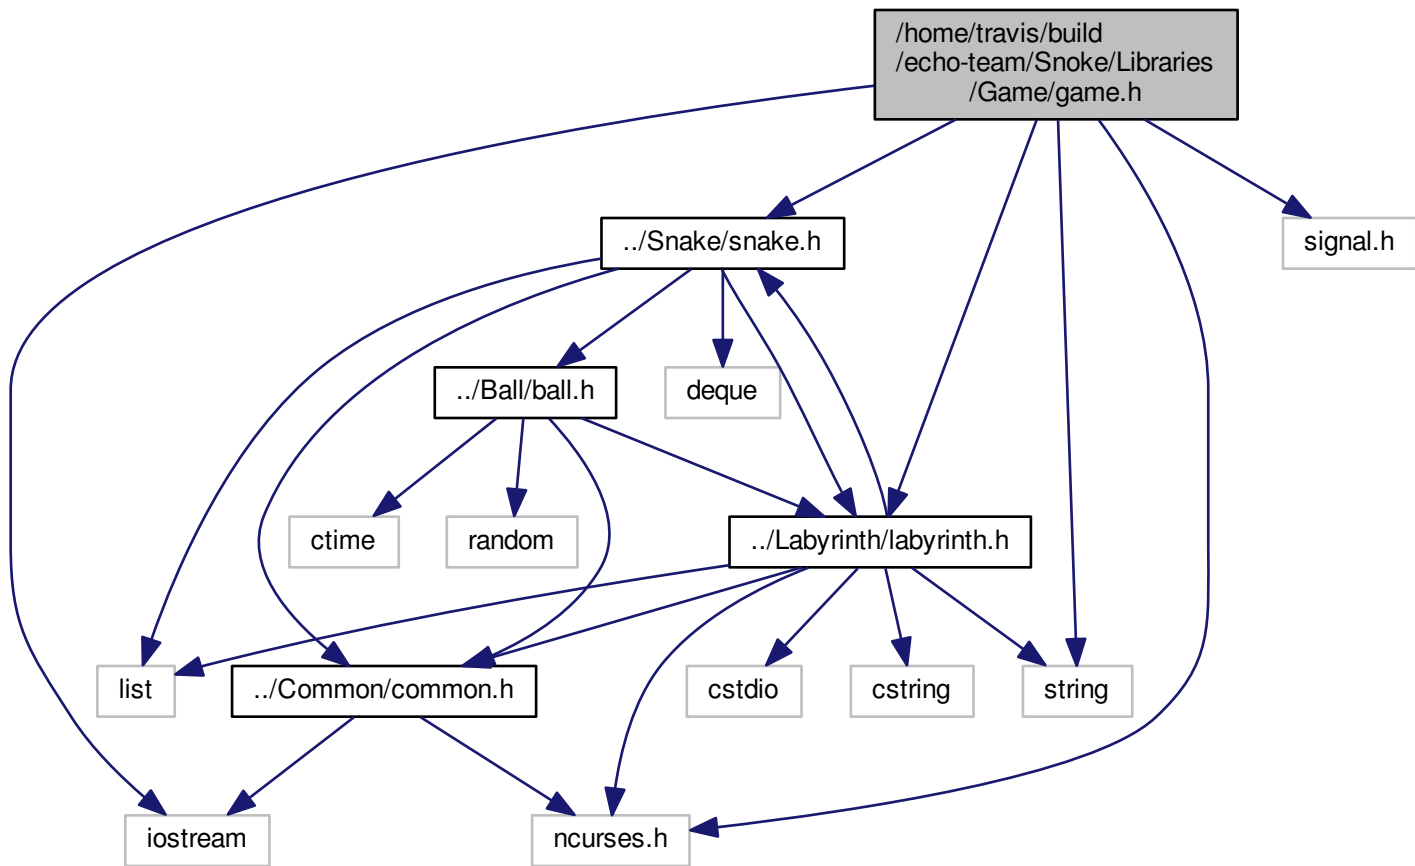 /home/travis/build
/echo-team/Snoke/Libraries
/Game/game.h
../Snake/snake.h
signal.h
../Ball/ball.h
deque
ctime
random
../Labyrinth/labyrinth.h
list
../Common/common.h
cstdio
cstring
string
iostream
ncurses.h